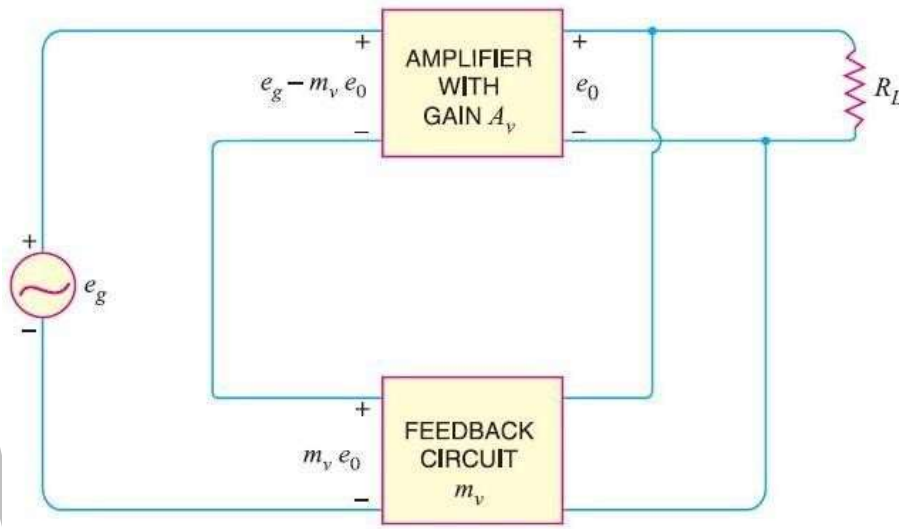 +
+
AMPLIFIER
WITH
GAIN A_v
e_g – m_v e_0
e_0
R_L
–
–
+
e_g
–
+
FEEDBACK
CIRCUIT
m_v
m_v e_0
–